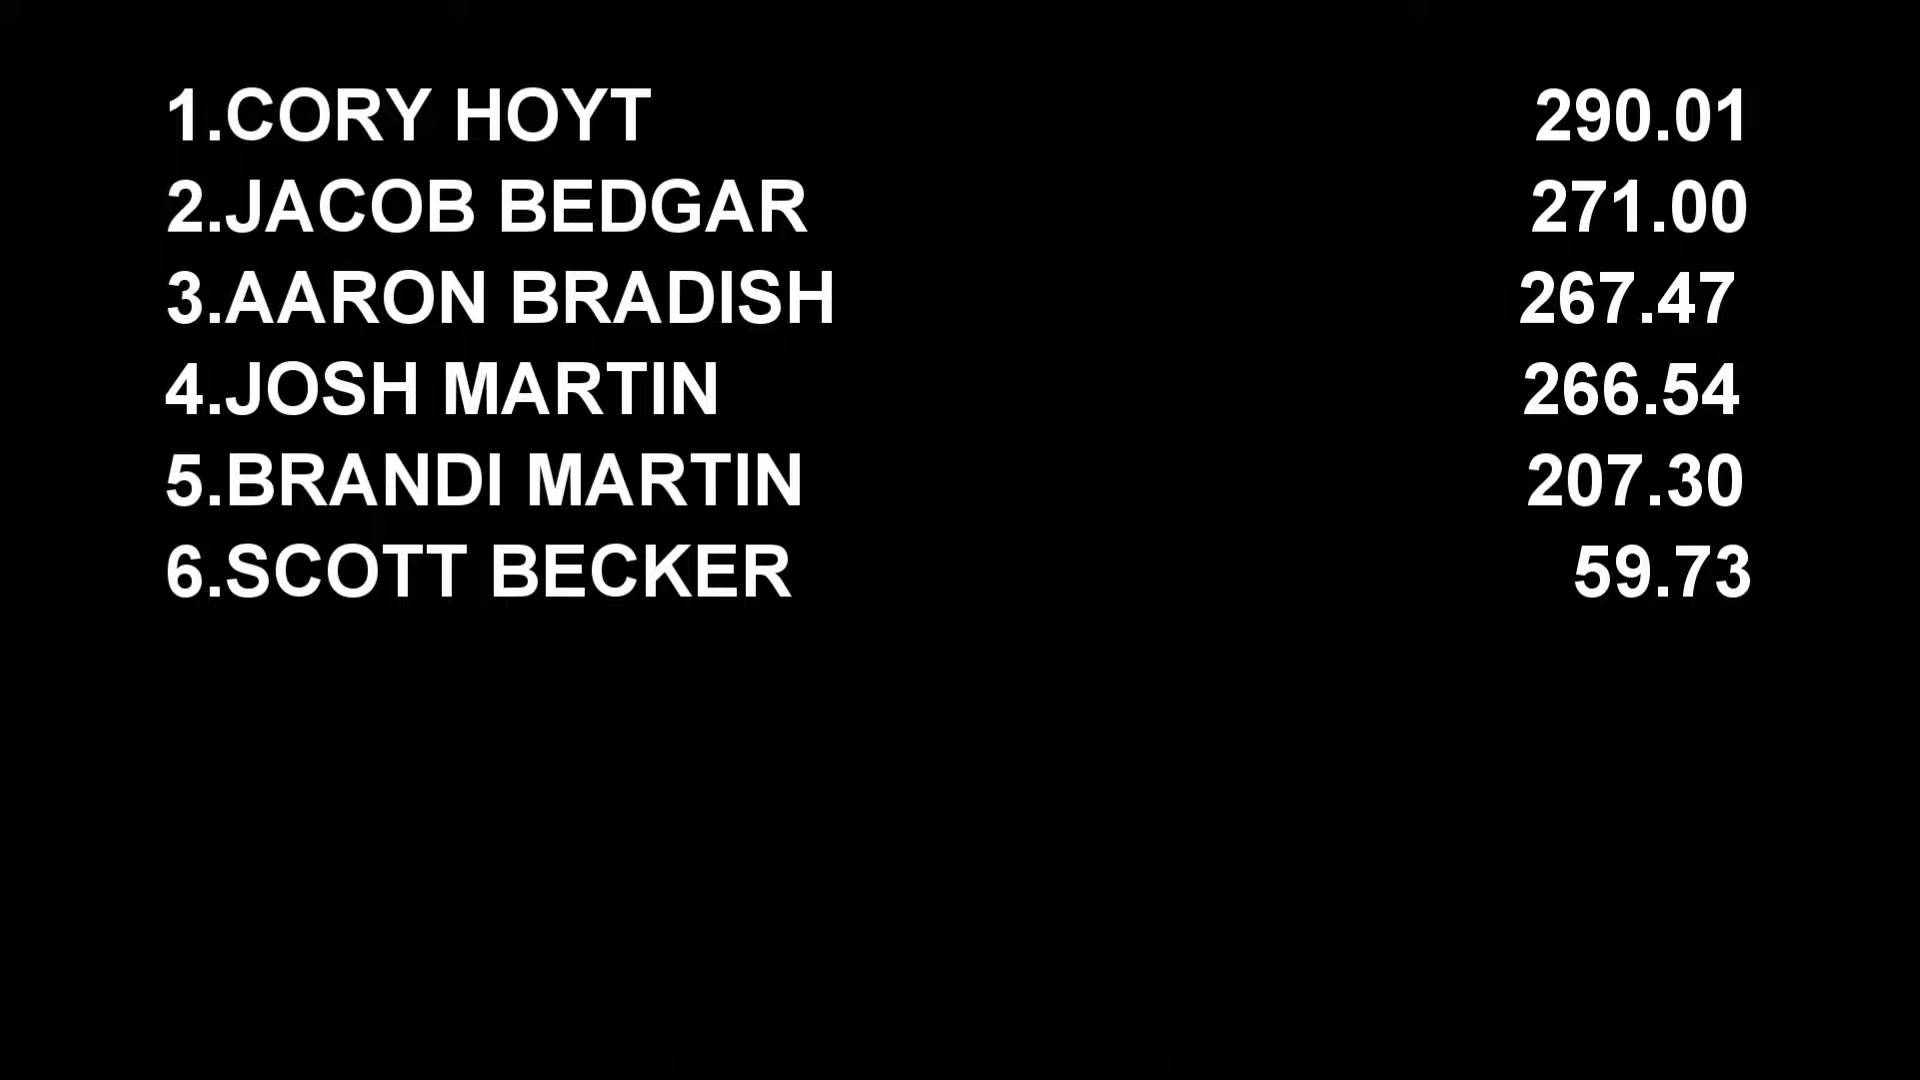 1.CORY HOYT 290.01
2.JACOB BEDGAR 271.00
3.AARON BRADISH 267.47
4.JOSH MARTIN 266.54
5.BRANDI MARTIN 207.30
6.SCOTT BECKER 59.73